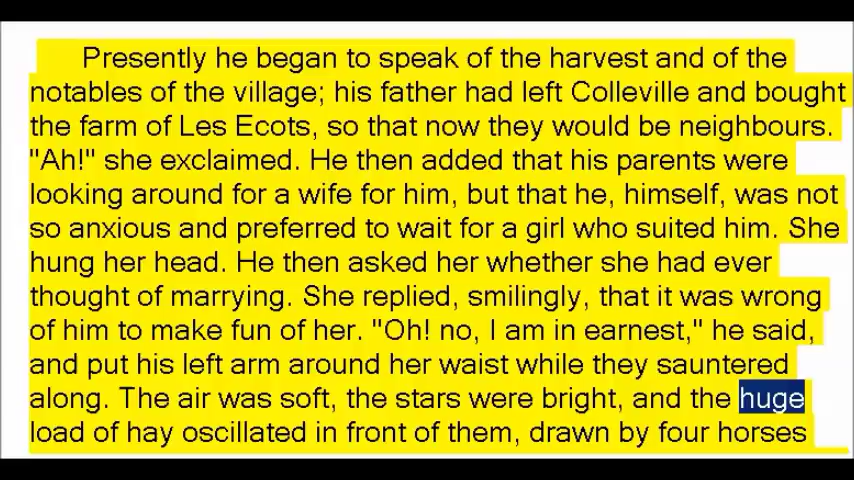 Presently he began to speak of the harvest and of the
notables of the village; his father had left Colleville and bought
the farm of Les Ecots, so that now they would be neighbours.
"Ah!" she exclaimed. He then added that his parents were
looking around for a wife for him, but that he, himself, was not
so anxious and preferred to wait for a girl who suited him. She
hung her head. He then asked her whether she had ever
thought of marrying. She replied, smilingly, that it was wrong
of him to make fun of her. "Oh! no, I am in earnest," he said,
and put his left arm around her waist while they sauntered
along. The air was soft, the stars were bright, and the huge
load of hay oscillated in front of them, drawn by four horses